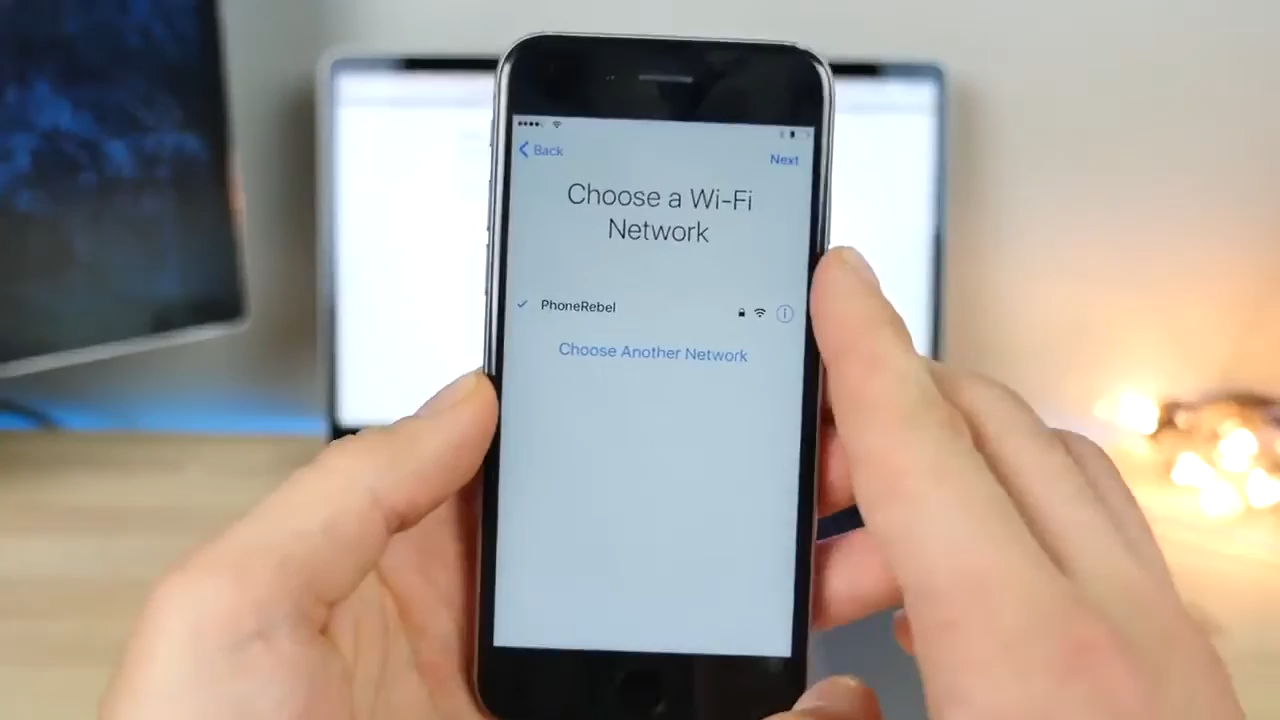 Back
Next
Choose a Wi-Fi
Network
PhoneRebel
Choose Another Network